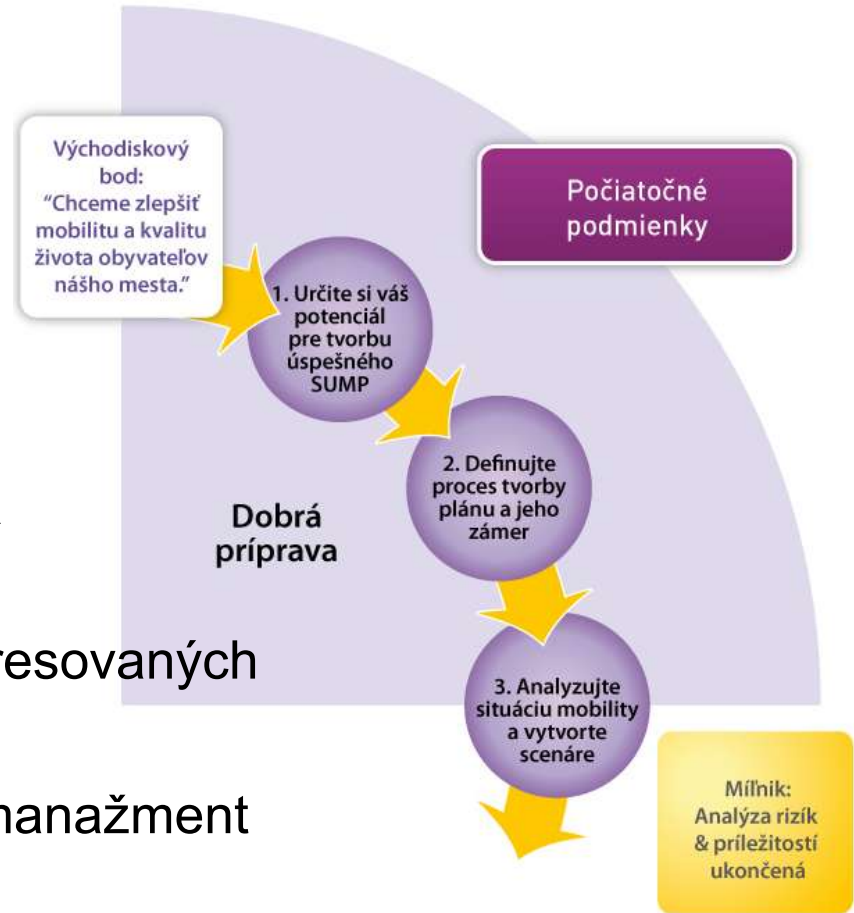 Východiskový
bod:
“Chceme zlepšiť
mobilitu a kvalitu
života obyvateľov
nášho mesta.”
Počiatočné
podmienky
1. Určite si váš
potenciál
pre tvorbu
úspešného
SUMP
2. Definujte
proces tvorby
plánu a jeho
zámer
Dobrá
príprava
resovaných
3. Analyzujte
situáciu mobility
a vytvorte
scenáre
manažment
Míľnik:
Analýza rizík
& príležitostí
ukončená